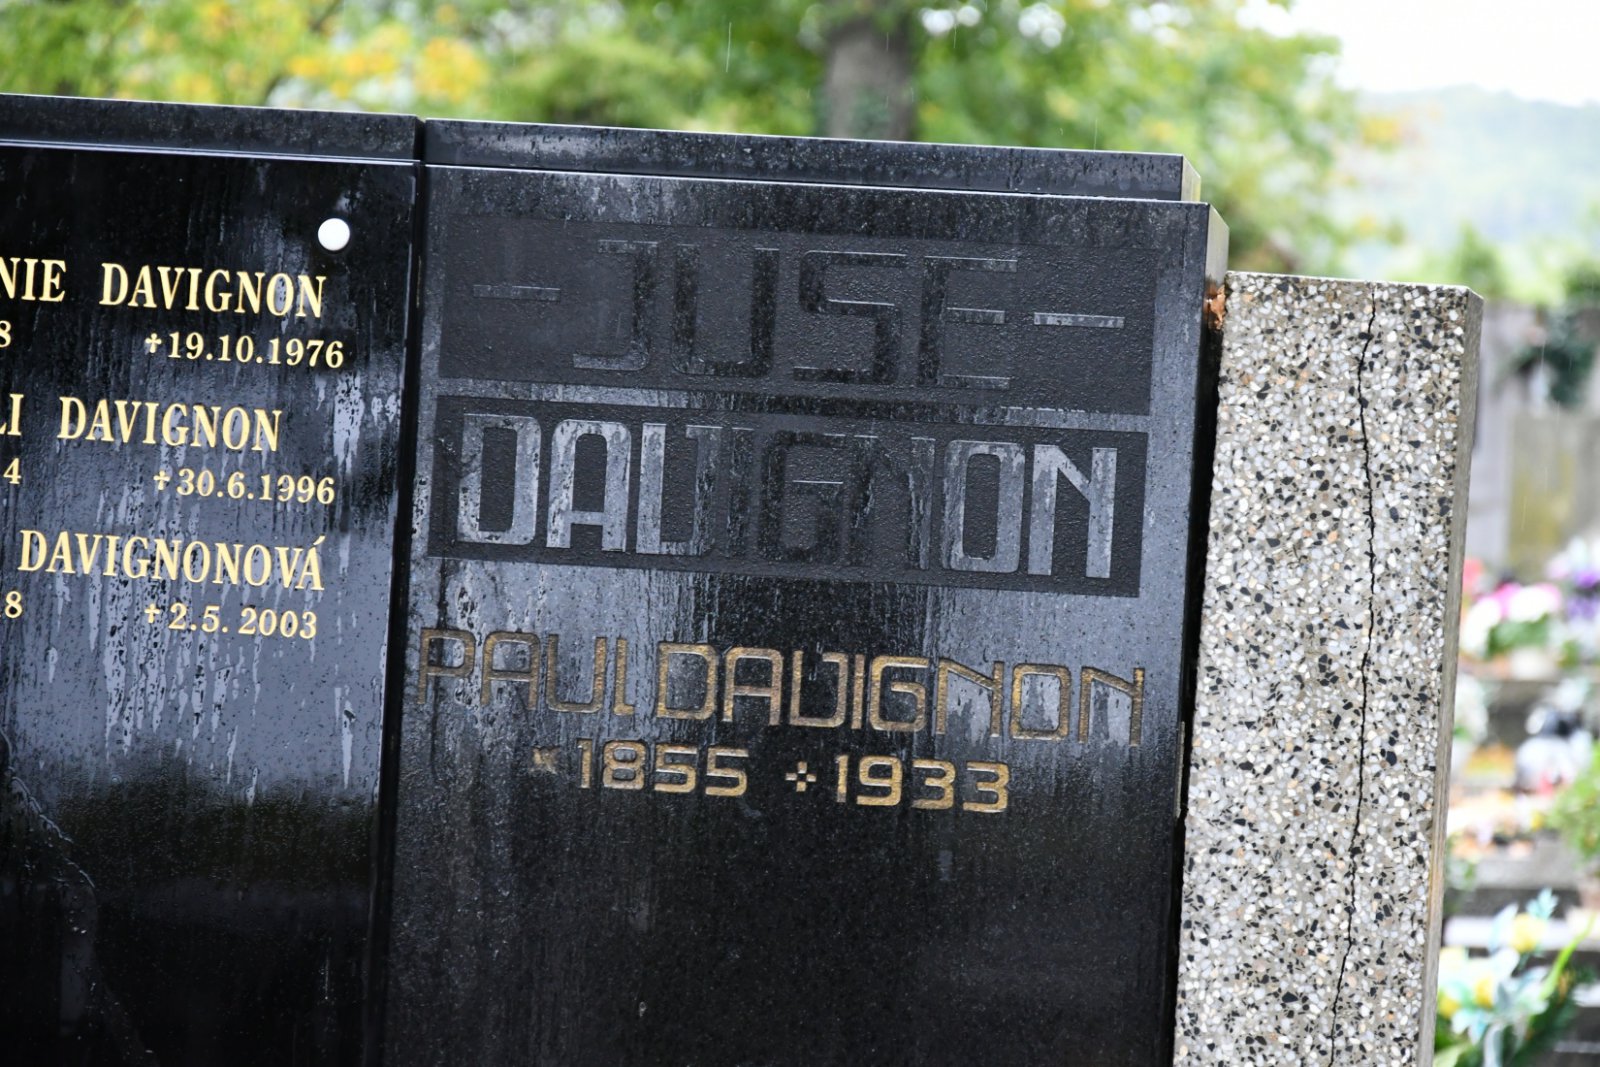 NIE DAVIGNON
8 +19.10.1976
LI DAVIGNON
4 +30.6.1996
DAVIGNONOVÁ
18 +2.5.2003
-JUSE-
DAVIGNON
PAUL DAVIGNON
* 1855 + 1933